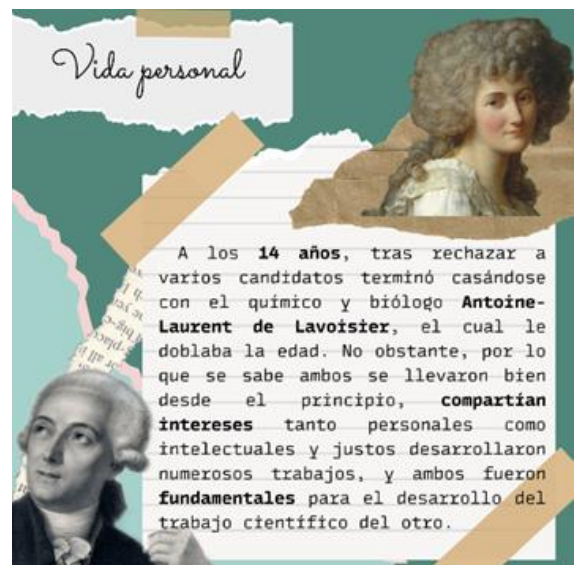 Vida personal
A los 14 años, tras rechazar a
varios candidatos terminó casándose
con el químico y biólogo Antoine-
Laurent de Lavoisier, el cual le
doblaba la edad. No obstante, por lo
que se sabe ambos se llevaron bien
desde el principio, compartían
intereses tanto personales como
intelectuales y justos desarrollaron
numerosos trabajos, y ambos fueron
fundamentales para el desarrollo del
trabajo científico del otro.